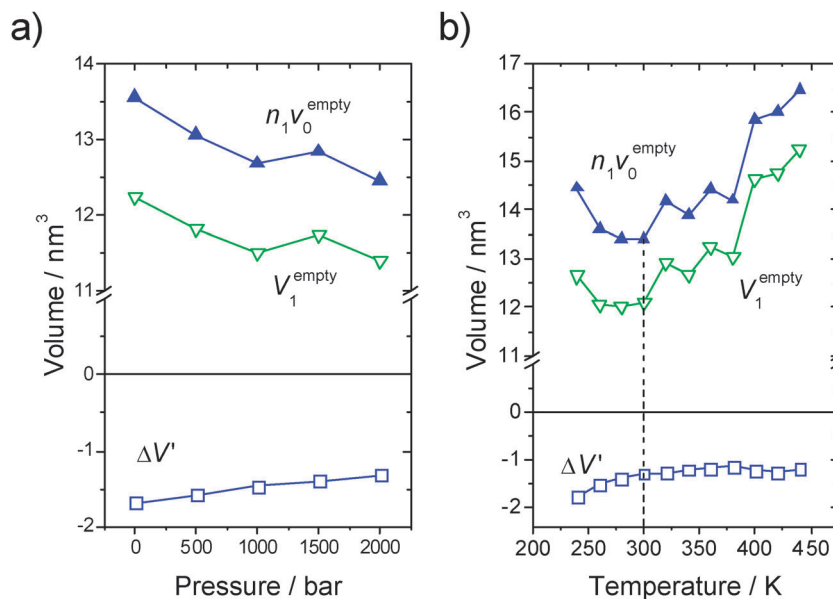 a)
14
13
12
11
0
-1
-2
Volume / nm³
n₁v₀ᵉᵐᵖᵗʸ
V₁ᵉᵐᵖᵗʸ
ΔV'
0 500 1000 1500 2000
Pressure / bar
b)
17
16
15
14
13
12
11
0
-1
-2
Volume / nm³
n₁v₀ᵉᵐᵖᵗʸ
V₁ᵉᵐᵖᵗʸ
ΔV'
200 250 300 350 400 450
Temperature / K